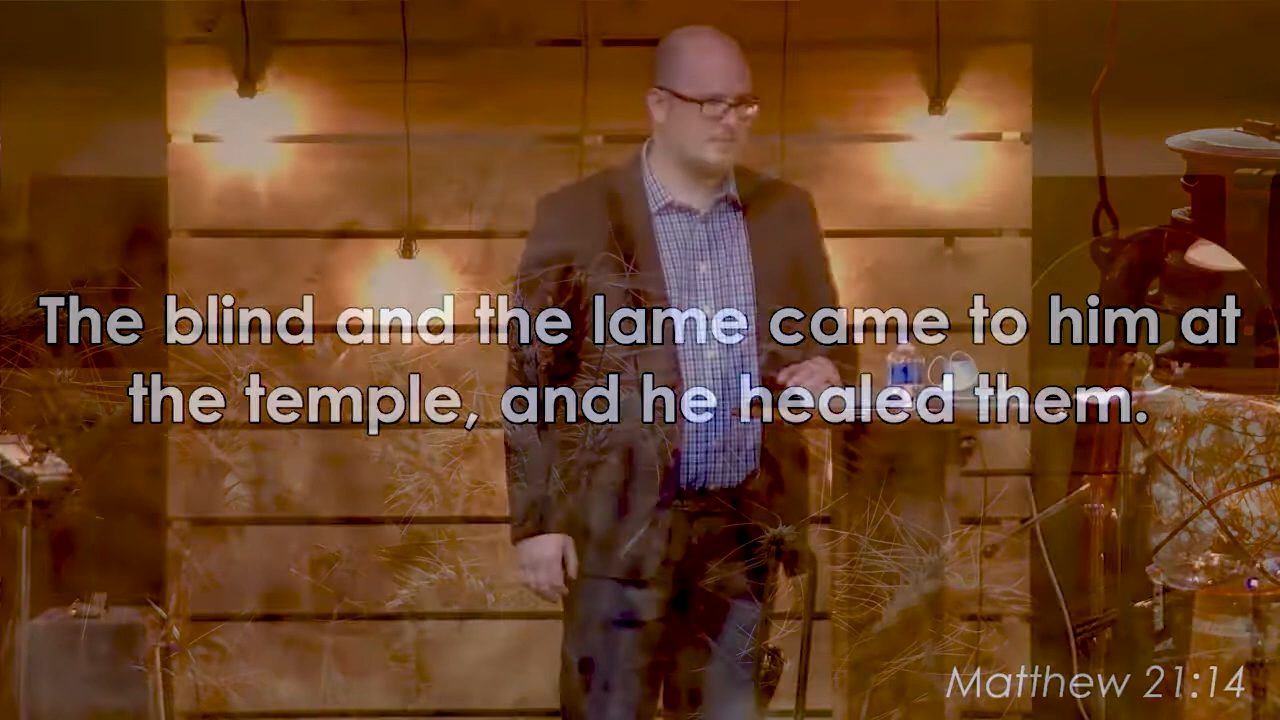 The blind and the lame came to him at
the temple, and he healed them.
Matthew 21:14